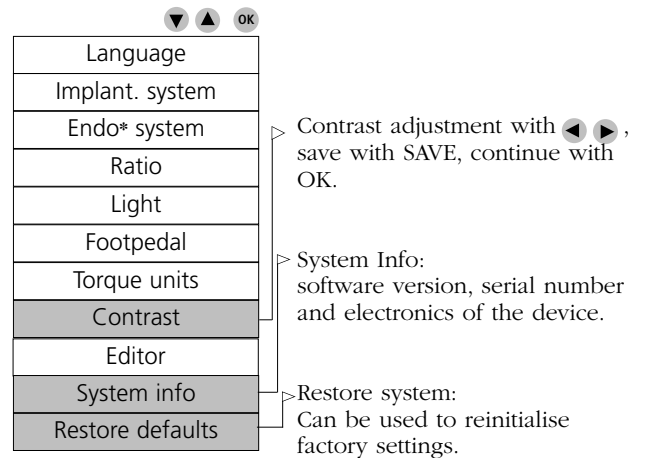 ▼ ▲ OK
Language
Implant. system
Endo* system
Ratio
Light
Footpedal
Torque units
Contrast
Editor
System info
Restore defaults
Contrast adjustment with ◀ ▶ ,
save with SAVE, continue with
OK.
System Info:
software version, serial number
and electronics of the device.
Restore system:
Can be used to reinitialise
factory settings.